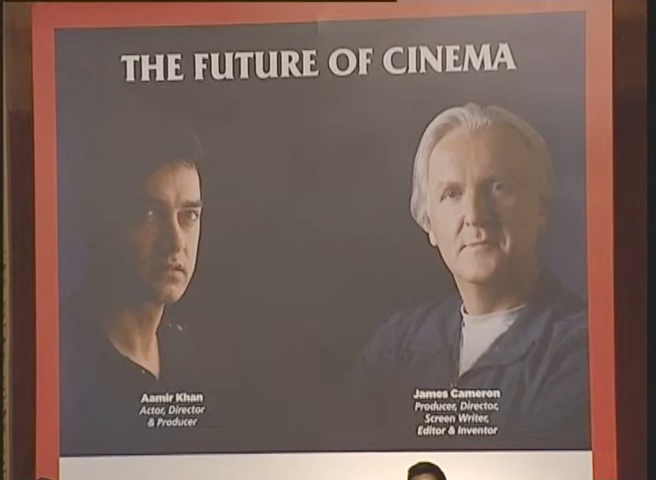 THE FUTURE OF CINEMA
Aamir Khan
Actor, Director
& Producer
James Cameron
Producer, Director,
Screen Writer,
Editor & Inventor